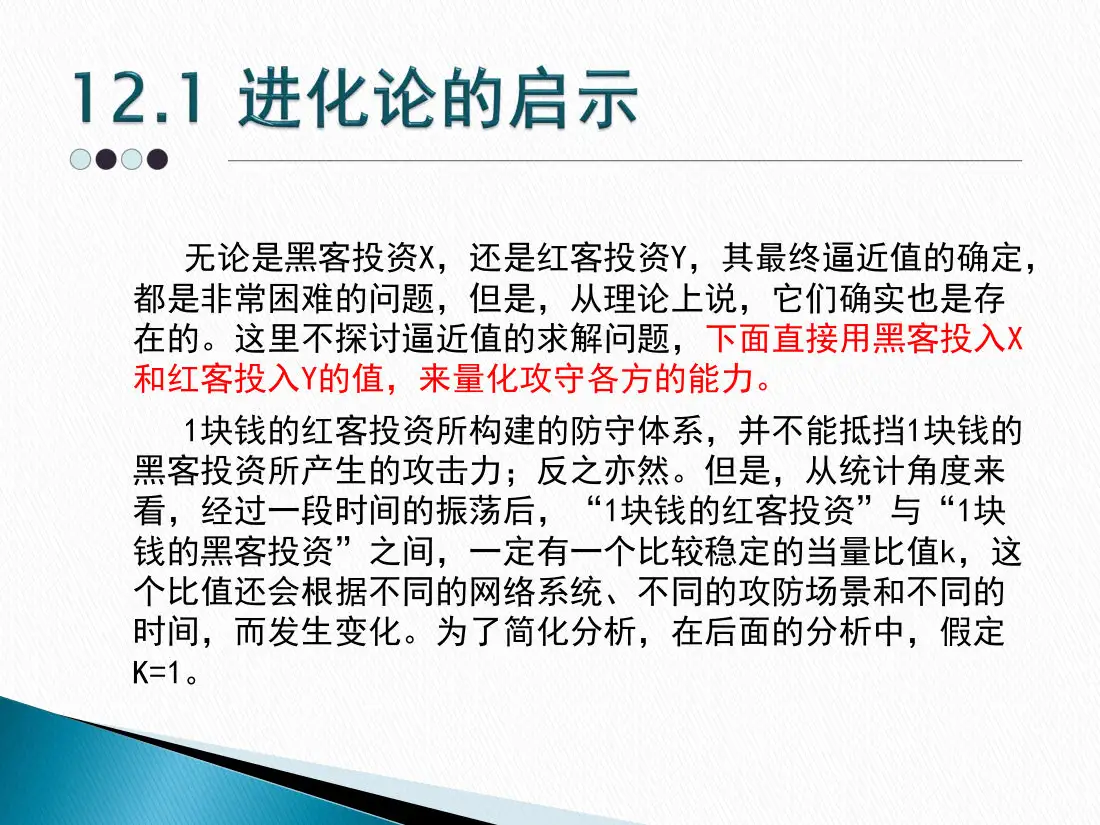 12.1 进化论的启示
无论是黑客投资X，还是红客投资Y，其最终逼近值的确定，
都是非常困难的问题，但是，从理论上说，它们确实也是存
在的。这里不探讨逼近值的求解问题，下面直接用黑客投入X
和红客投入Y的值，来量化攻守各方的能力。
1块钱的红客投资所构建的防守体系，并不能抵挡1块钱的
黑客投资所产生的攻击力；反之亦然。但是，从统计角度来
看，经过一段时间的振荡后，“1块钱的红客投资”与“1块
钱的黑客投资”之间，一定有一个比较稳定的当量比值k，这
个比值还会根据不同的网络系统、不同的攻防场景和不同的
时间，而发生变化。为了简化分析，在后面的分析中，假定
K=1。